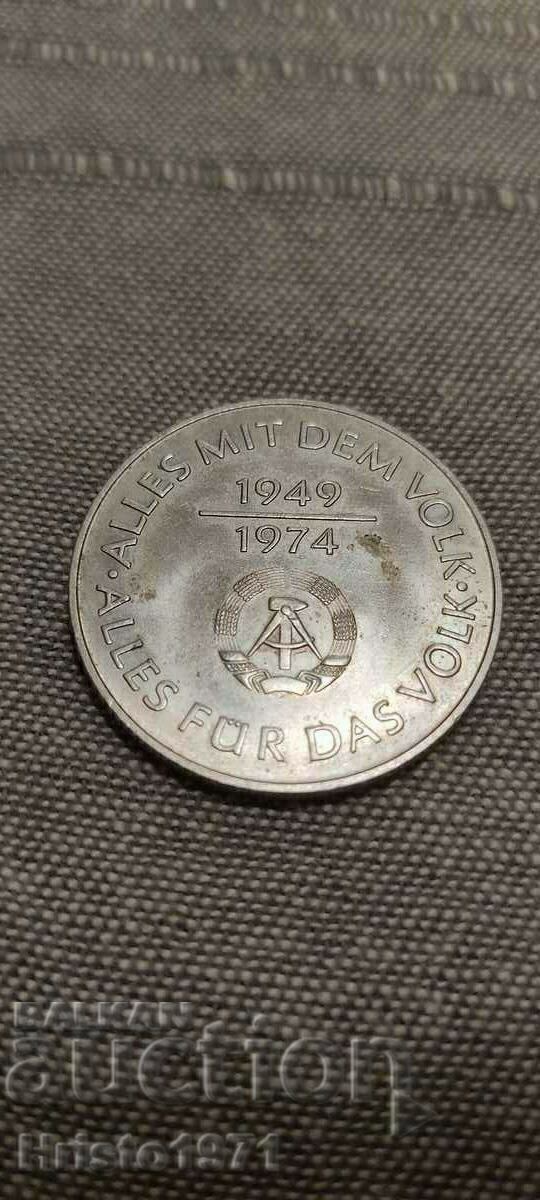 · ALLES MIT DEM VOLK ·
1949
1974
ALLES FÜR DAS VOLK
BALKAN
auction
Hristo1971